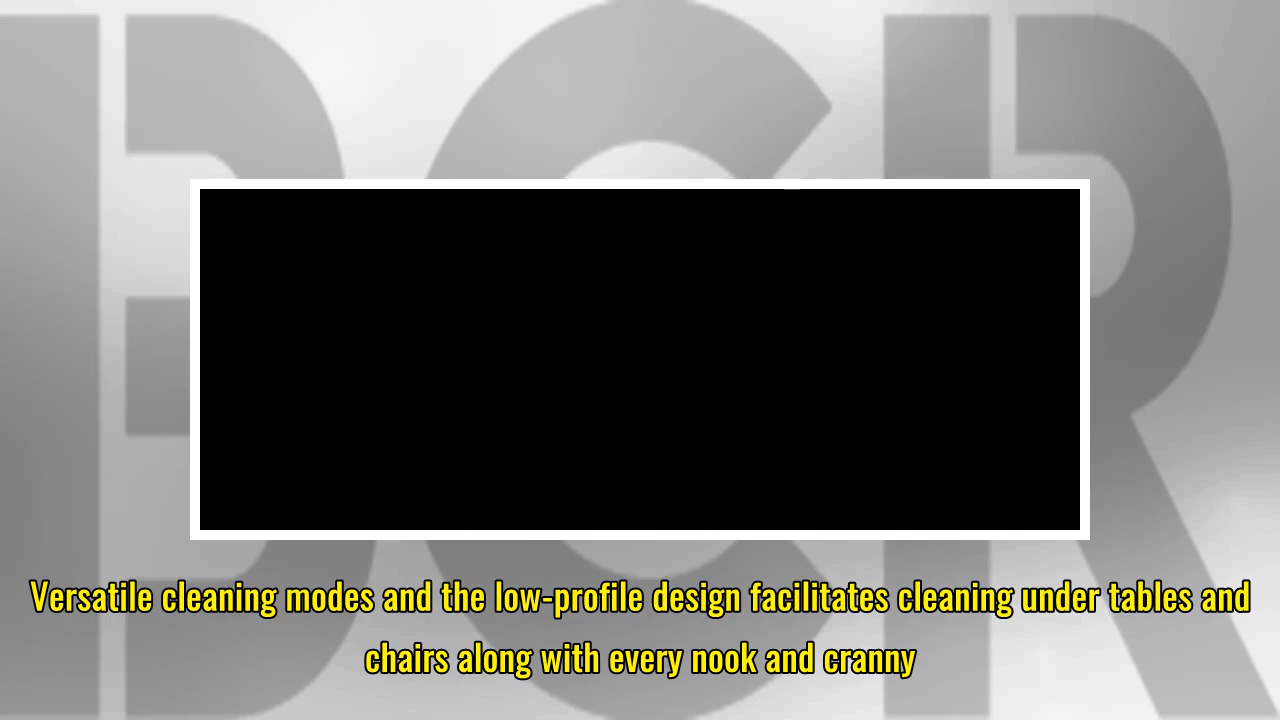 BCR
Versatile cleaning modes and the low-profile design facilitates cleaning under tables and
chairs along with every nook and cranny